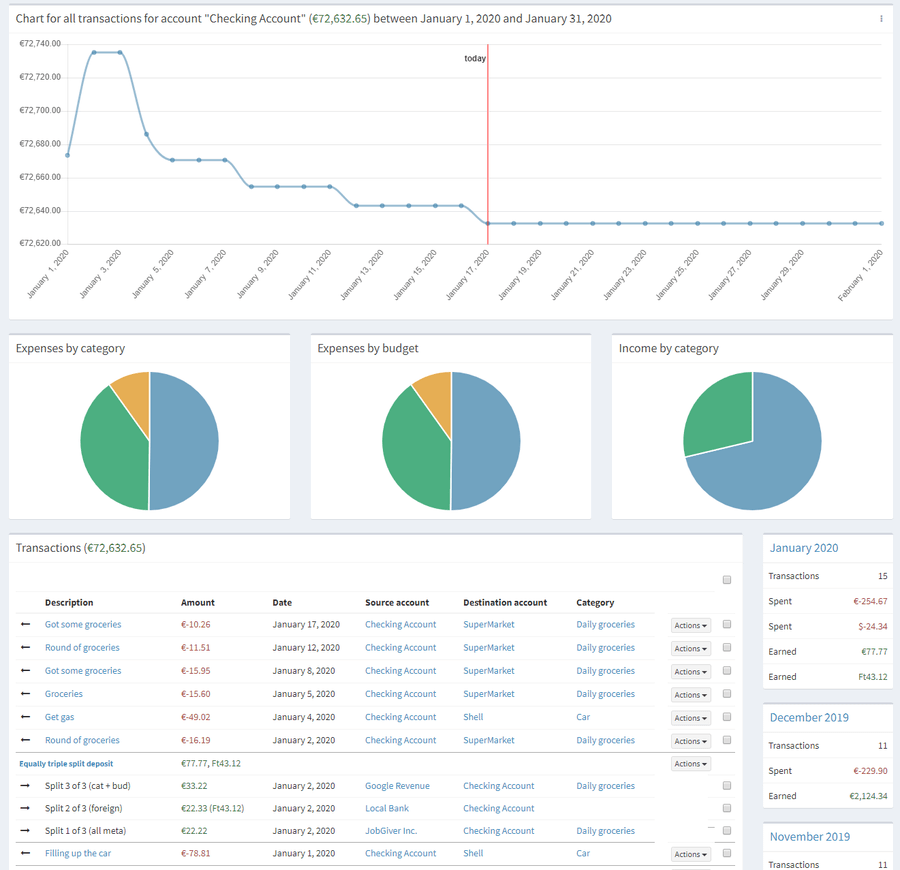 Chart for all transactions for account "Checking Account" (€72,632.65) between January 1, 2020 and January 31, 2020
€72,740.00
today
€72,720.00
€72,700.00
€72,680.00
€72,660.00
€72,640.00
€72,620.00
January 1, 2020 January 3, 2020 January 5, 2020 January 7, 2020 January 9, 2020 January 11, 2020 January 13, 2020 January 15, 2020 January 17, 2020 January 19, 2020 January 21, 2020 January 23, 2020 January 25, 2020 January 27, 2020 January 29, 2020 February 1, 2020
Expenses by category
Expenses by budget
Income by category
Transactions (€72,632.65)
Description Amount Date Source account Destination account Category
Got some groceries €-10.26 January 17, 2020 Checking Account SuperMarket Daily groceries Actions
Round of groceries €-11.51 January 12, 2020 Checking Account SuperMarket Daily groceries Actions
Got some groceries €-15.95 January 8, 2020 Checking Account SuperMarket Daily groceries Actions
Groceries €-15.60 January 5, 2020 Checking Account SuperMarket Daily groceries Actions
Get gas €-49.02 January 4, 2020 Checking Account Shell Car Actions
Round of groceries €-16.19 January 2, 2020 Checking Account SuperMarket Daily groceries Actions
Equally triple split deposit €77.77, Ft43.12 Actions
Split 3 of 3 (cat + bud) €33.22 January 2, 2020 Google Revenue Checking Account Daily groceries
Split 2 of 3 (foreign) €22.33 (Ft43.12) January 2, 2020 Local Bank Checking Account
Split 1 of 3 (all meta) €22.22 January 2, 2020 JobGiver Inc. Checking Account Daily groceries
Filling up the car €-78.81 January 1, 2020 Checking Account Shell Car Actions
January 2020
Transactions 15
Spent €-254.67
Spent $-24.34
Earned €77.77
Earned Ft43.12
December 2019
Transactions 11
Spent €-229.90
Earned €2,124.34
November 2019
Transactions 11